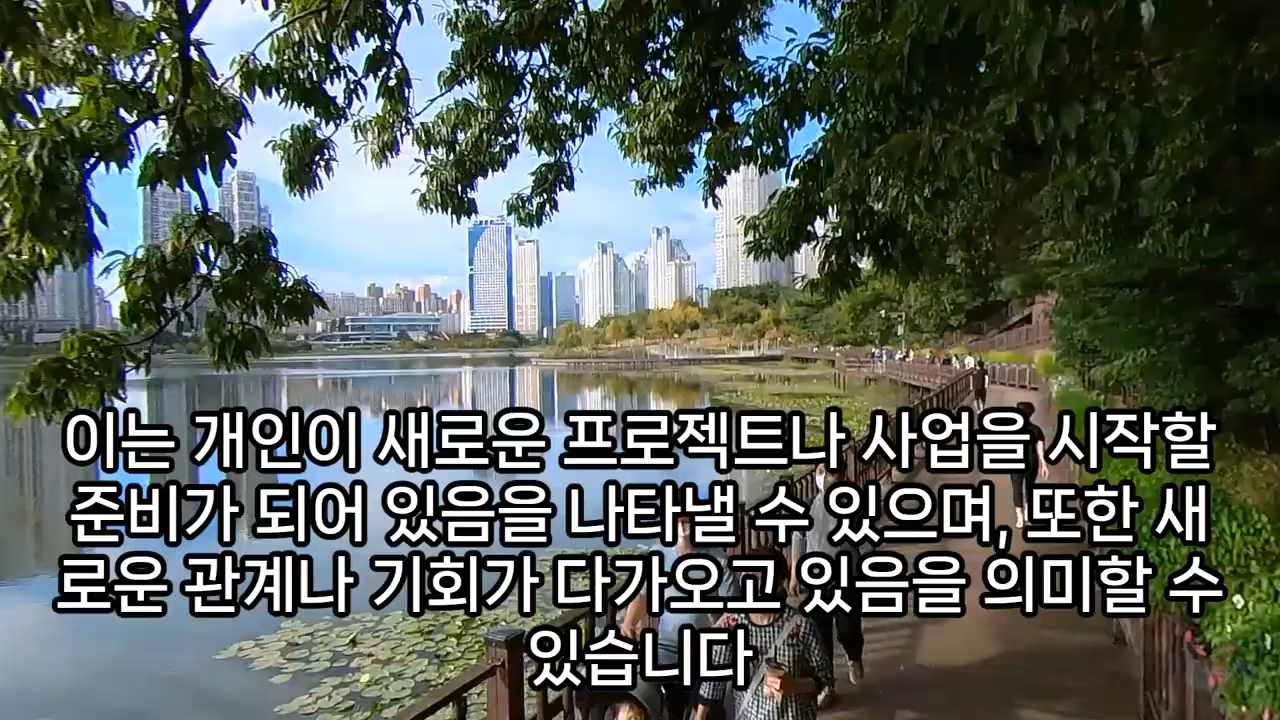 이는 개인이 새로운 프로젝트나 사업을 시작할
준비가 되어 있음을 나타낼 수 있으며, 또한 새
로운 관계나 기회가 다가오고 있음을 의미할 수
있습니다